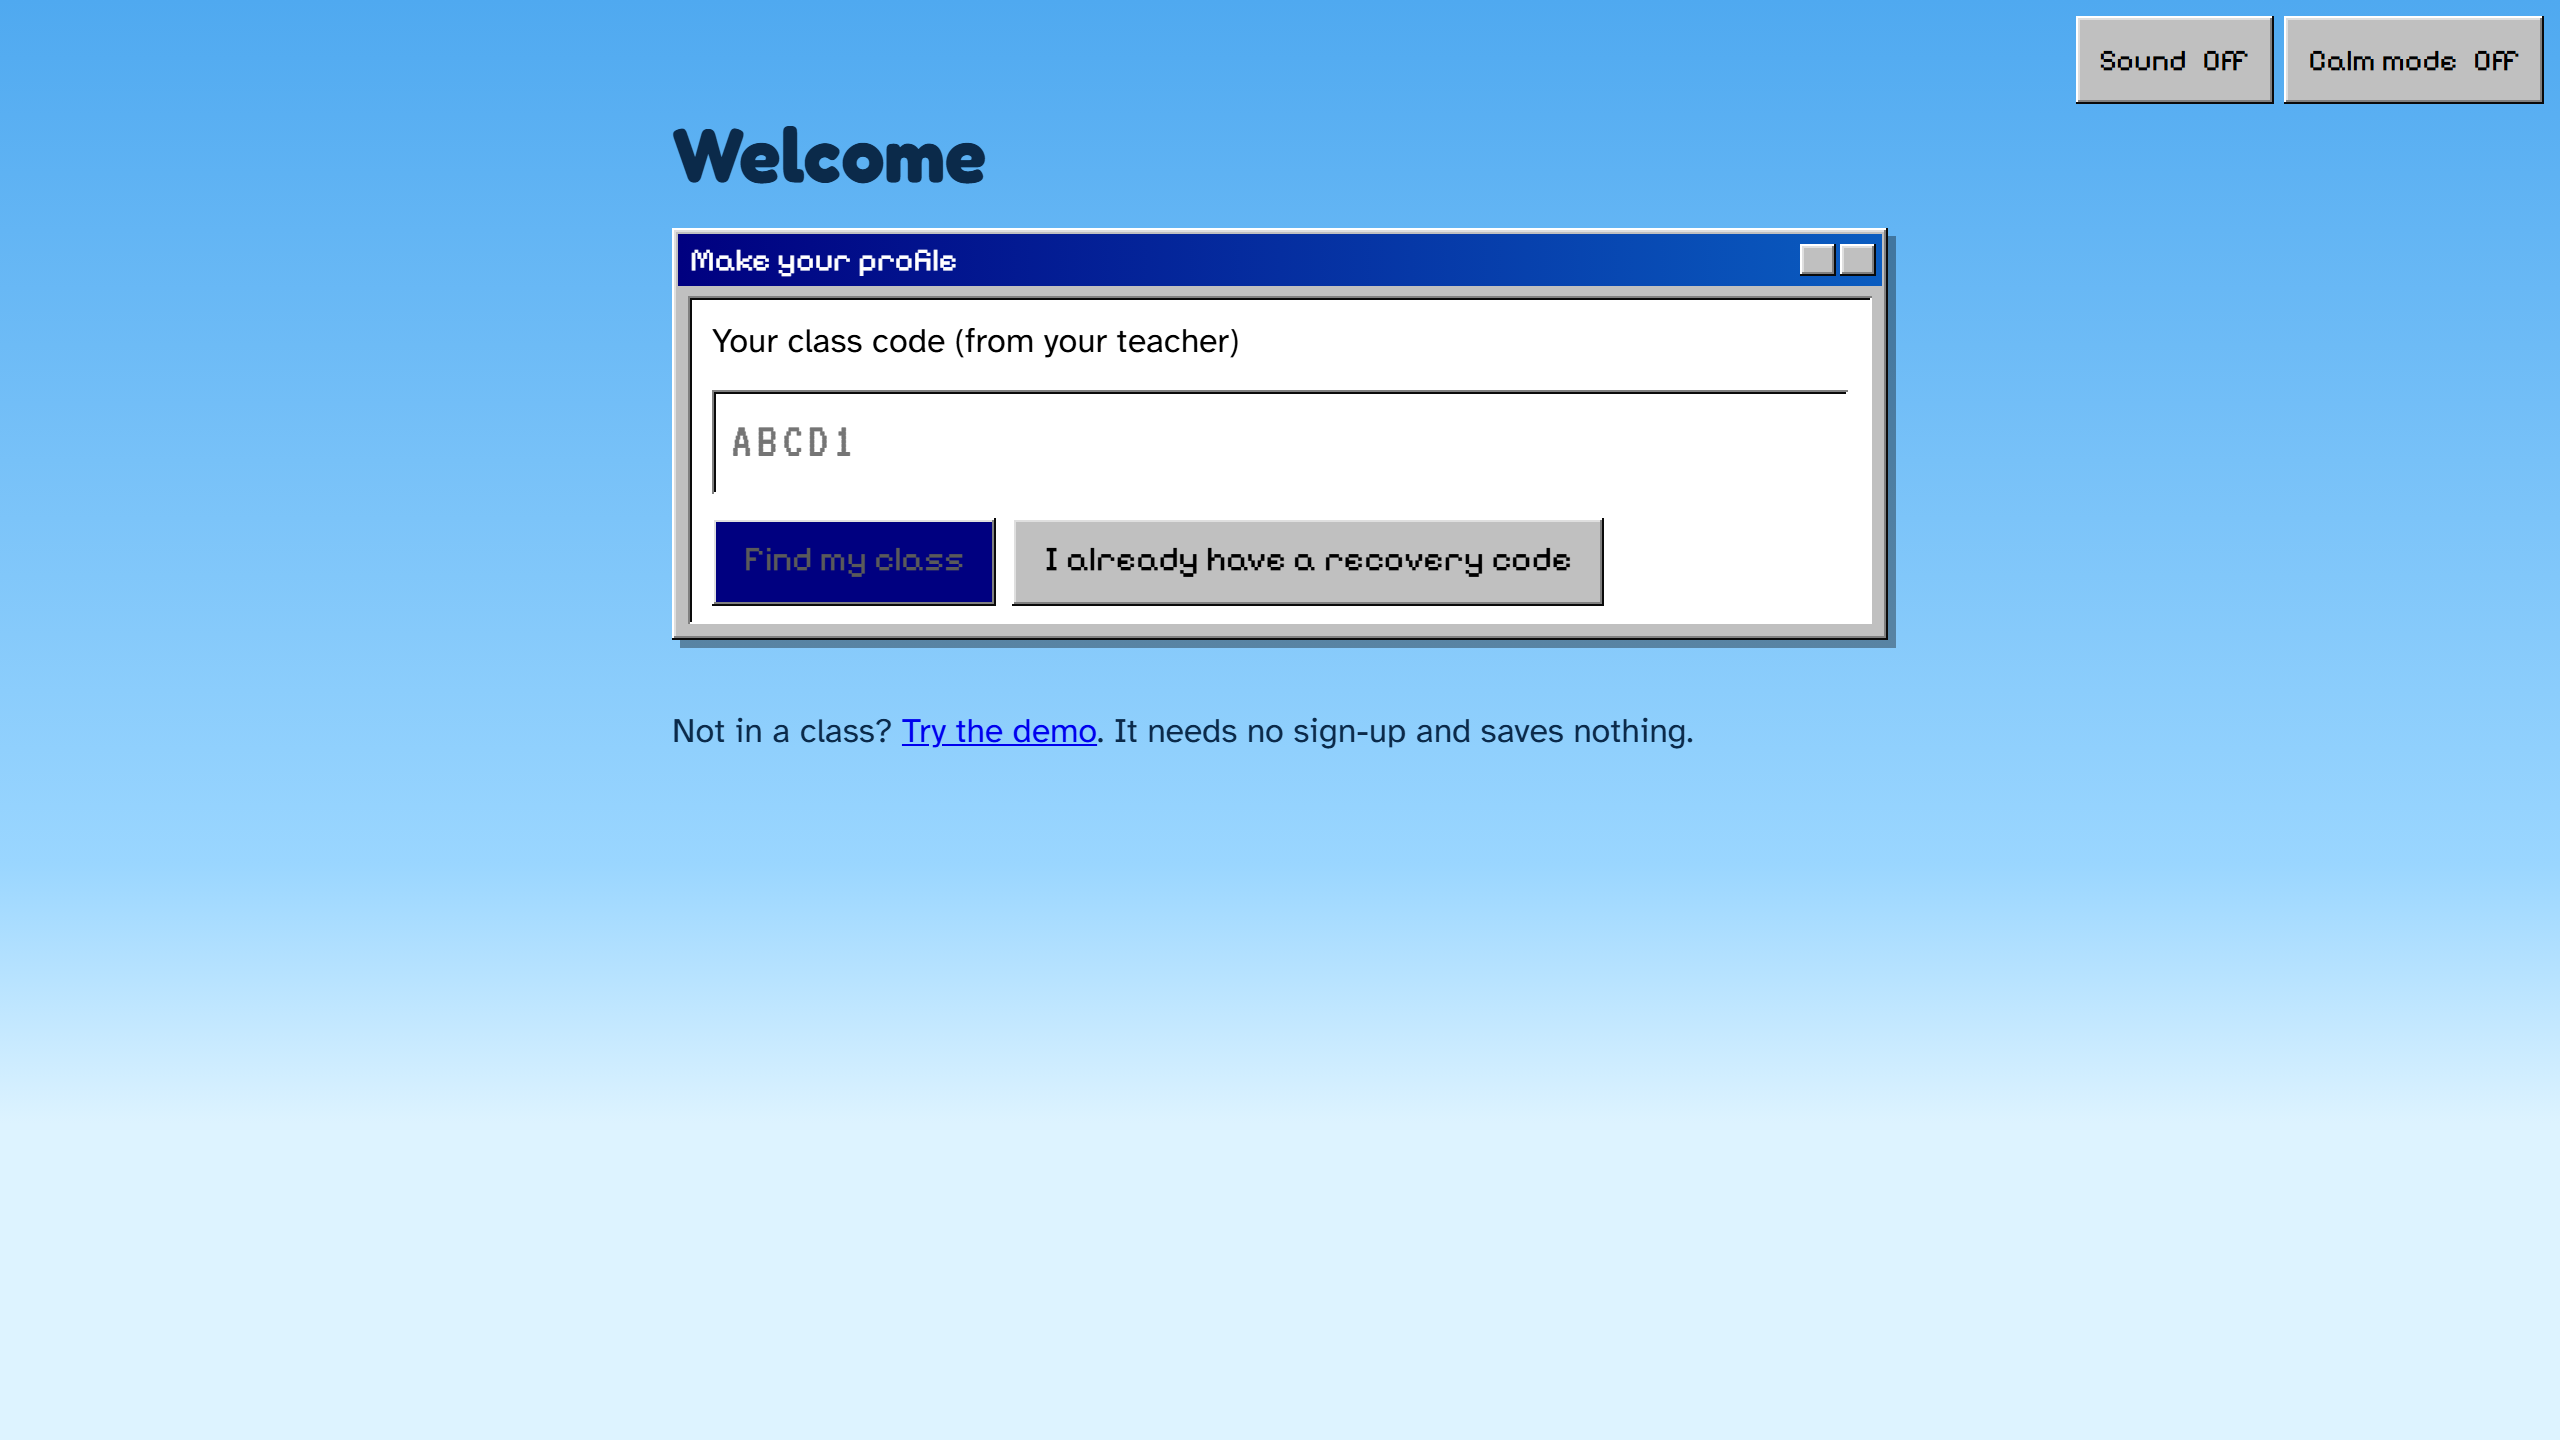 Sound Off Calm mode Off
Welcome
Make your profile
Your class code (from your teacher)
ABCD1
Find my class I already have a recovery code
Not in a class? Try the demo. It needs no sign-up and saves nothing.